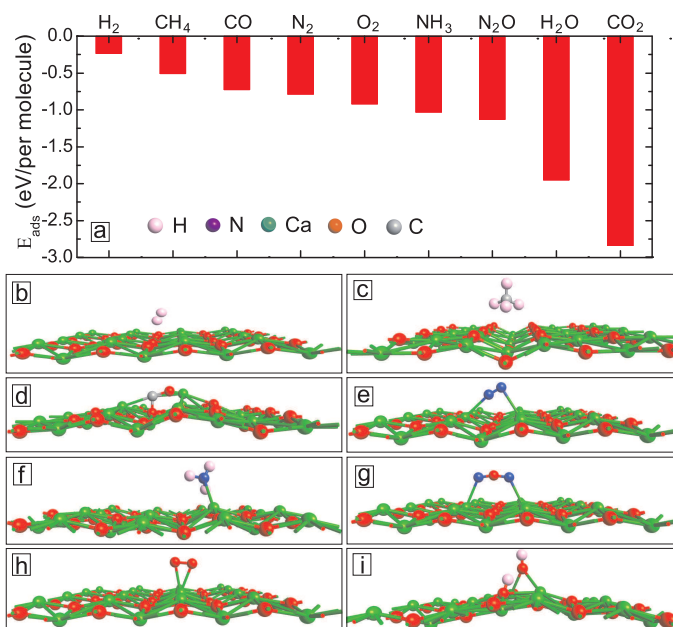 H₂ CH₄ CO N₂ O₂ NH₃ N₂O H₂O CO₂
0.0
-0.5
-1.0
-1.5
-2.0
-2.5
-3.0
E_ads (eV/per molecule)
H N Ca O C
a
b
c
d
e
f
g
h
i